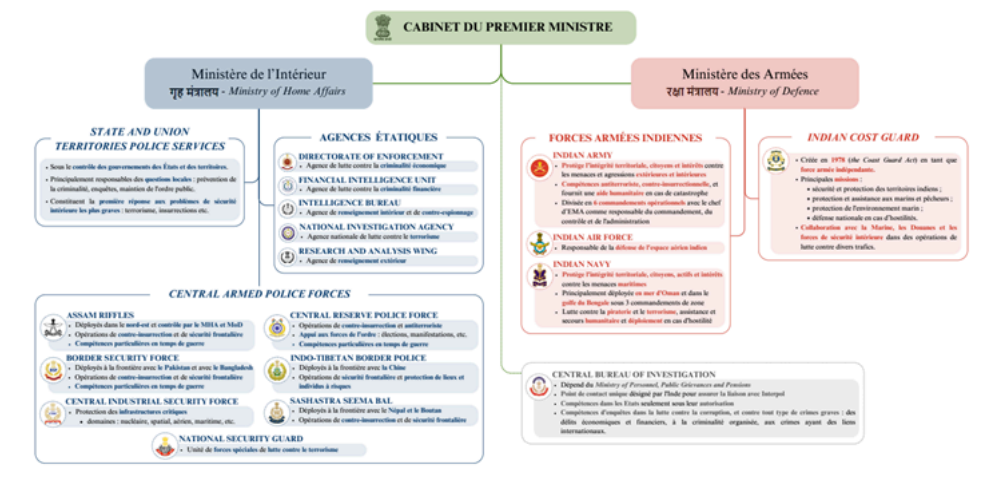 CABINET DU PREMIER MINISTRE
Ministère de l'Intérieur
गृह मंत्रालय - Ministry of Home Affairs
Ministère des Armées
रक्षा मंत्रालय - Ministry of Defence
STATE AND UNION
TERRITORIES POLICE SERVICES
• Sous le contrôle des gouvernements des États et des territoires.
• Principalement responsables des questions locales : prévention de
la criminalité, enquêtes, maintien de l'ordre public.
• Constituent la première réponse aux problèmes de sécurité
intérieures les plus graves : terrorisme, insurrections etc.
AGENCES ÉTATIQUES
DIRECTORATE OF ENFORCEMENT
• Agence de lutte contre la criminalité économique
FINANCIAL INTELLIGENCE UNIT
• Agence de lutte contre la criminalité financière
INTELLIGENCE BUREAU
• Agence de renseignement intérieur et de contre-espionnage
NATIONAL INVESTIGATION AGENCY
• Agence nationale de lutte contre le terrorisme
RESEARCH AND ANALYSIS WING
• Agence de renseignement extérieur
CENTRAL ARMED POLICE FORCES
ASSAM RIFFLES
• Déployés dans le nord-est et contrôle par le MHA et MoD
• Opérations de contre-insurrection et de sécurité frontalière
• Compétences particulières en temps de guerre
BORDER SECURITY FORCE
• Déployés à la frontière avec le Pakistan et avec le Bangladesh
• Opérations de contre-insurrection et de sécurité frontalière
• Compétences particulières en temps de guerre
CENTRAL INDUSTRIAL SECURITY FORCE
• Protection des infrastructures critiques
• domaines : nucléaire, spatial, aérien, maritime, etc.
CENTRAL RESERVE POLICE FORCE
• Opérations de contre-insurrection et antiterroriste
• Appui aux forces de l'ordre : élections, manifestations, etc.
• Compétences particulières en temps de guerre
INDO-TIBETAN BORDER POLICE
• Déployés à la frontière avec la Chine
• Opérations de sécurité frontalière et protection de lieux et
individus à risques
SASHASTRA SEEMA BAL
• Déployés à la frontière avec le Népal et le Boutan
• Opérations de contre-insurrection et de sécurité frontalière
NATIONAL SECURITY GUARD
• Unité de forces spéciales de lutte contre le terrorisme
FORCES ARMÉES INDIENNES
INDIAN ARMY
• Protège l'intégrité territoriale, citoyens et intérêts contre
les menaces et agressions extérieures et intérieures
• Compétences antiterroriste, contre-insurrectionnelle, et
fournit une aide humanitaire en cas de catastrophe
• Divisée en 6 commandements opérationnels avec le chef
d'EMA comme responsable du commandement, du
contrôle et de l'administration
INDIAN AIR FORCE
• Responsable de la défense de l'espace aérien indien
INDIAN NAVY
• Protège l'intégrité territoriale, citoyens, actifs et intérêts
contre les menaces maritimes
• Principalement déployée en mer d'Oman et dans le
golfe du Bengale sous 3 commandements de zone
• Lutte contre la piraterie et le terrorisme, assistance et
secours humanitaire et déploiement en cas d'hostilité
INDIAN COST GUARD
• Créée en 1978 (the Coast Guard Act) en tant que
force armée indépendante.
• Principales missions :
• sécurité et protection des territoires indiens ;
• protection et assistance aux marins et pêcheurs ;
• protection de l'environnement marin ;
• défense nationale en cas d'hostilités.
• Collaboration avec la Marine, les Douanes et les
forces de sécurité intérieure dans des opérations de
lutte contre divers trafics.
CENTRAL BUREAU OF INVESTIGATION
• Dépend du Ministry of Personnel, Public Grievances and Pensions
• Point de contact unique désigné par l'Inde pour assurer la liaison avec Interpol
• Compétences dans les États seulement sous leur autorisation
• Compétences d'enquêtes dans la lutte contre la corruption, et contre tout type de crimes graves : des
délits économiques et financiers, à la criminalité organisée, aux crimes ayant des liens
internationaux.